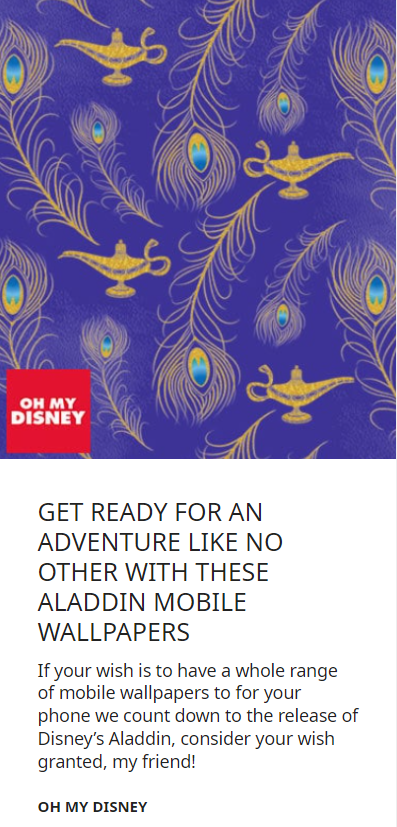 OH MY
DISNEY
GET READY FOR AN
ADVENTURE LIKE NO
OTHER WITH THESE
ALADDIN MOBILE
WALLPAPERS
If your wish is to have a whole range
of mobile wallpapers to for your
phone we count down to the release of
Disney’s Aladdin, consider your wish
granted, my friend!
OH MY DISNEY